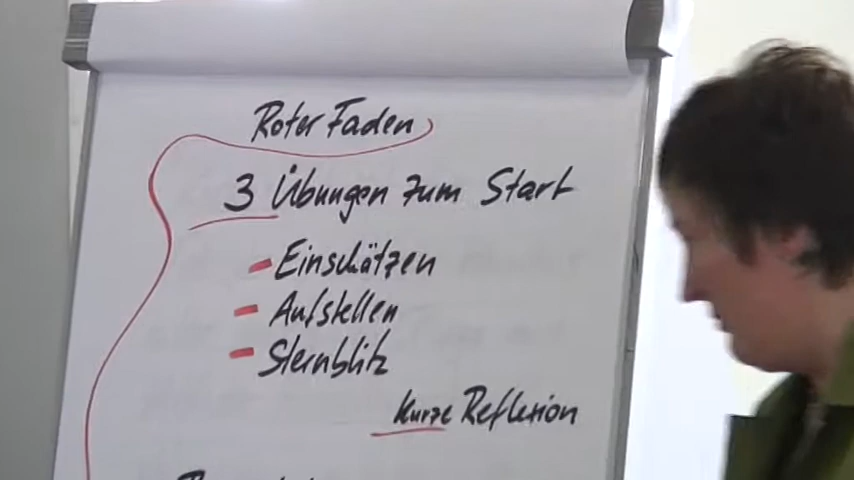 Roter Faden
3 Übungen zum Start
- Einschätzen
- Aufstellen
- Sternblitz
Kurze Reflexion